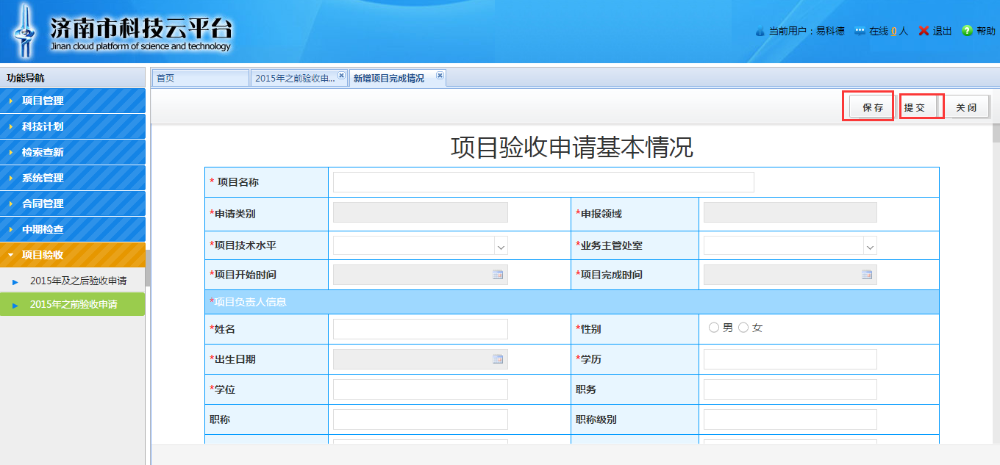 济南市科技云平台
Jinan cloud platform of science and technology
当前用户：易科德 在线 0 人 退出 帮助
功能导航
项目管理
科技计划
检索查新
系统管理
合同管理
中期检查
项目验收
2015年及之后验收申请
2015年之前验收申请
首页 2015年之前验收申... 新增项目完成情况
保 存 提 交 关 闭
项目验收申请基本情况
* 项目名称
*申请类别 *申报领域
*项目技术水平 *业务主管处室
*项目开始时间 *项目完成时间
*项目负责人信息
*姓名 *性别 男 女
*出生日期 *学历
*学位 职务
职称 职称级别